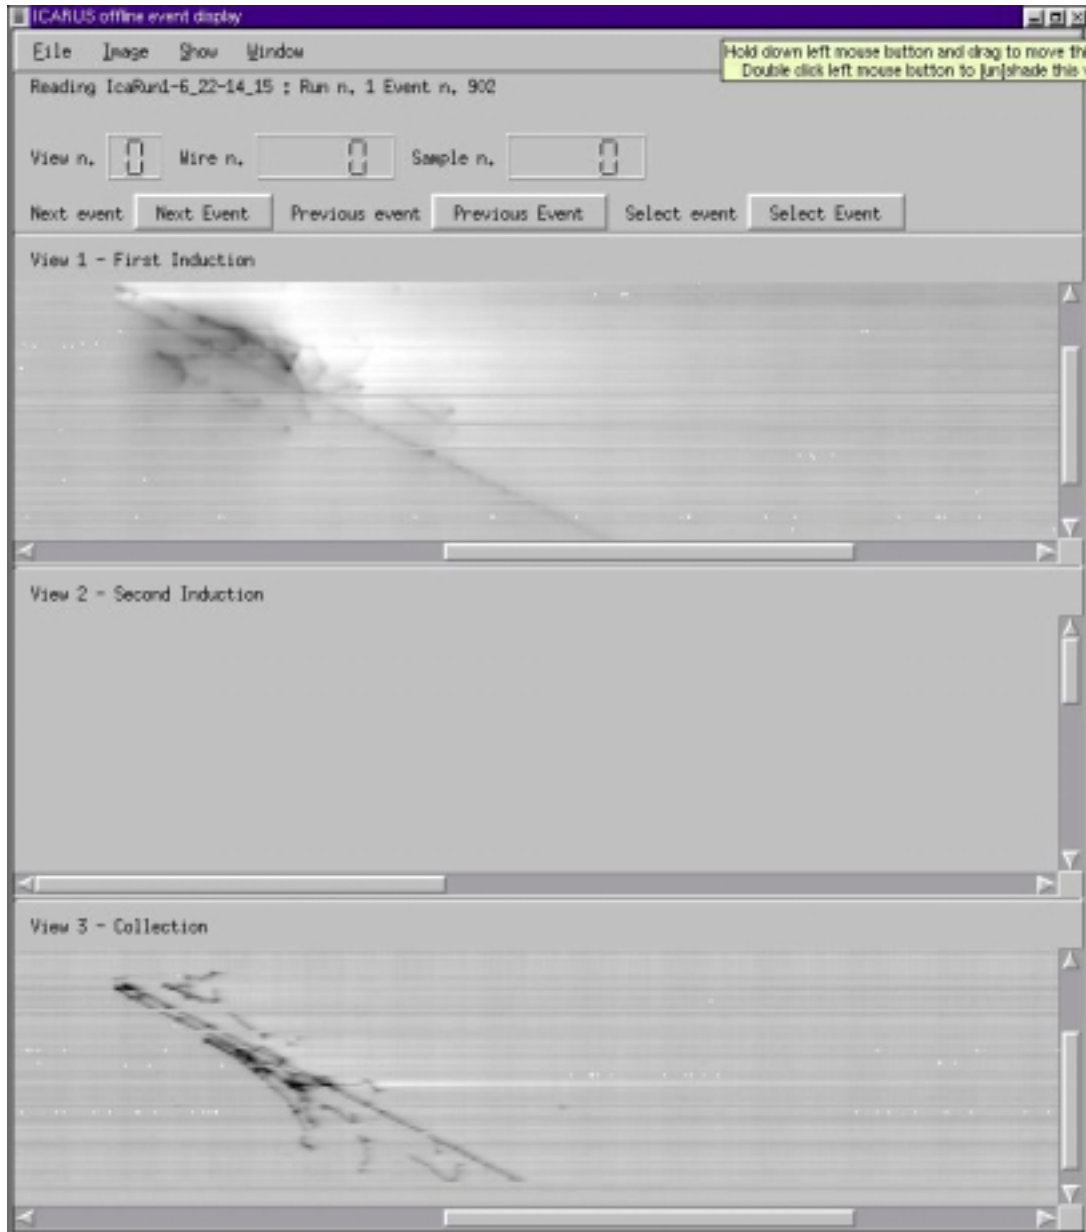 ICARUS offline event display
File Image Show Window
Hold down left mouse button and drag to move thi
Double click left mouse button to [un]shade this
Reading IcaRun1-6_22-14_15 : Run n. 1 Event n. 902
View n. 0 Wire n. 0 Sample n. 0
Next event Next Event Previous event Previous Event Select event Select Event
View 1 - First Induction
View 2 - Second Induction
View 3 - Collection